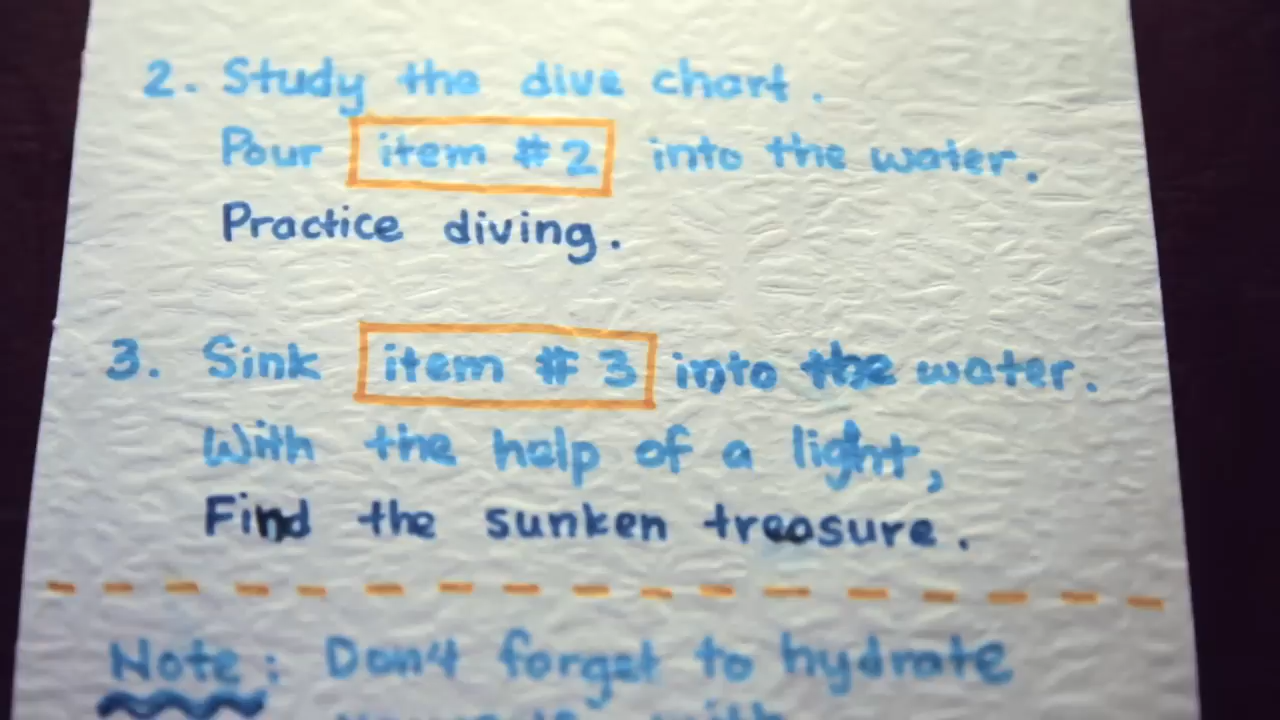 2. Study the dive chart.
Pour item #2 into the water.
Practice diving.
3. Sink item #3 into the water.
With the help of a light,
Find the sunken treasure.
Note: Don't forget to hydrate
with